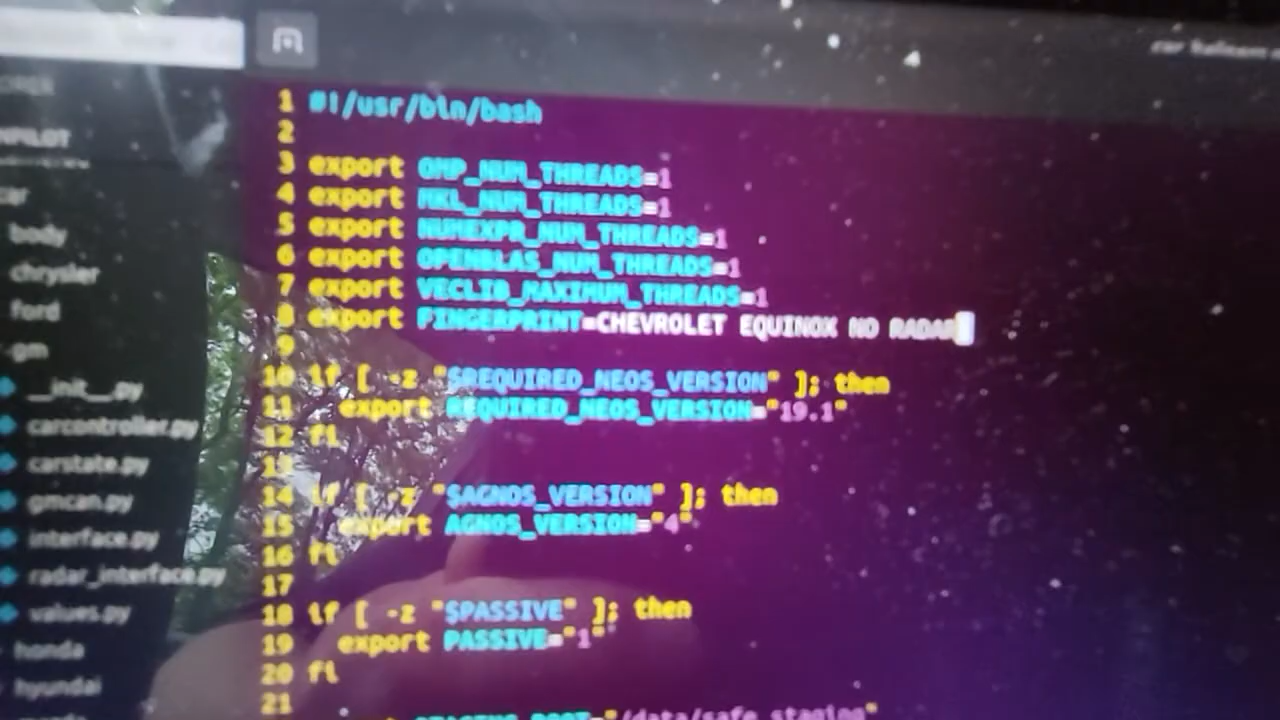 car
body
chrysler
ford
gm
__init__.py
carcontroller.py
carstate.py
gmcan.py
interface.py
radar_interface.py
values.py
honda
hyundai
1 #!/usr/bin/bash
2
3 export OMP_NUM_THREADS=1
4 export MKL_NUM_THREADS=1
5 export NUMEXPR_NUM_THREADS=1
6 export OPENBLAS_NUM_THREADS=1
7 export VECLIB_MAXIMUM_THREADS=1
8 export FINGERPRINT=CHEVROLET EQUINOX NO RADAR
9
10 if [ -z "$REQUIRED_NEOS_VERSION" ]; then
11 export REQUIRED_NEOS_VERSION="19.1"
12 fi
13
14 if [ -z "$AGNOS_VERSION" ]; then
15 export AGNOS_VERSION="4"
16 fi
17
18 if [ -z "$PASSIVE" ]; then
19 export PASSIVE="1"
20 fi
21
"/data/safe_staging"